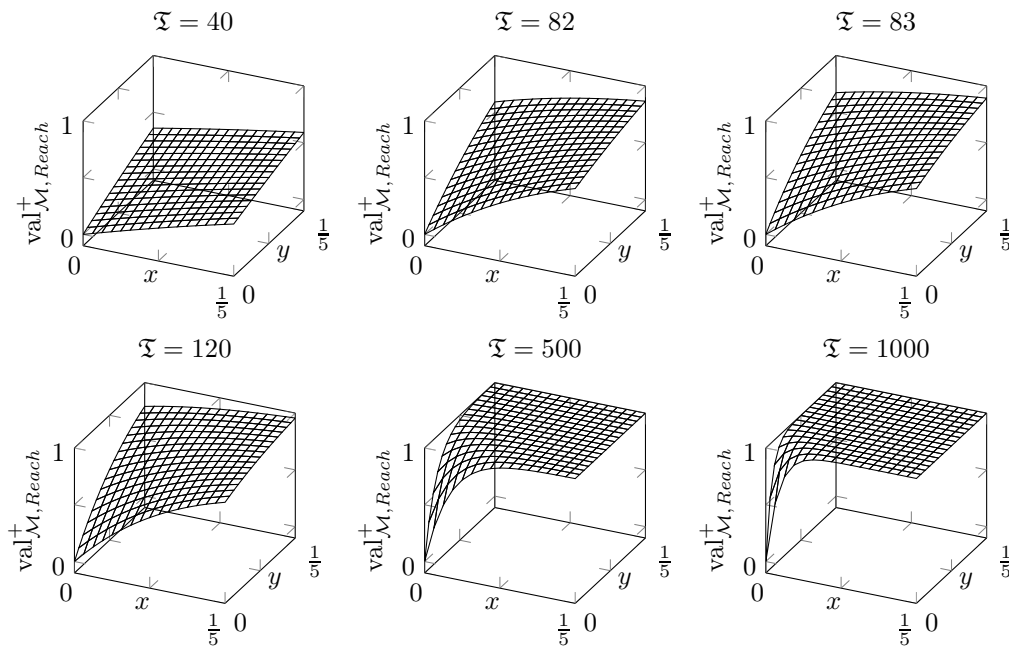 𝔗 = 40
1
0
val⁺_{ℳ,Reach}
0
x
1/5
0
y
1/5
𝔗 = 82
1
0
val⁺_{ℳ,Reach}
0
x
1/5
0
y
1/5
𝔗 = 83
1
0
val⁺_{ℳ,Reach}
0
x
1/5
0
y
1/5
𝔗 = 120
1
0
val⁺_{ℳ,Reach}
0
x
1/5
0
y
1/5
𝔗 = 500
1
0
val⁺_{ℳ,Reach}
0
x
1/5
0
y
1/5
𝔗 = 1000
1
0
val⁺_{ℳ,Reach}
0
x
1/5
0
y
1/5